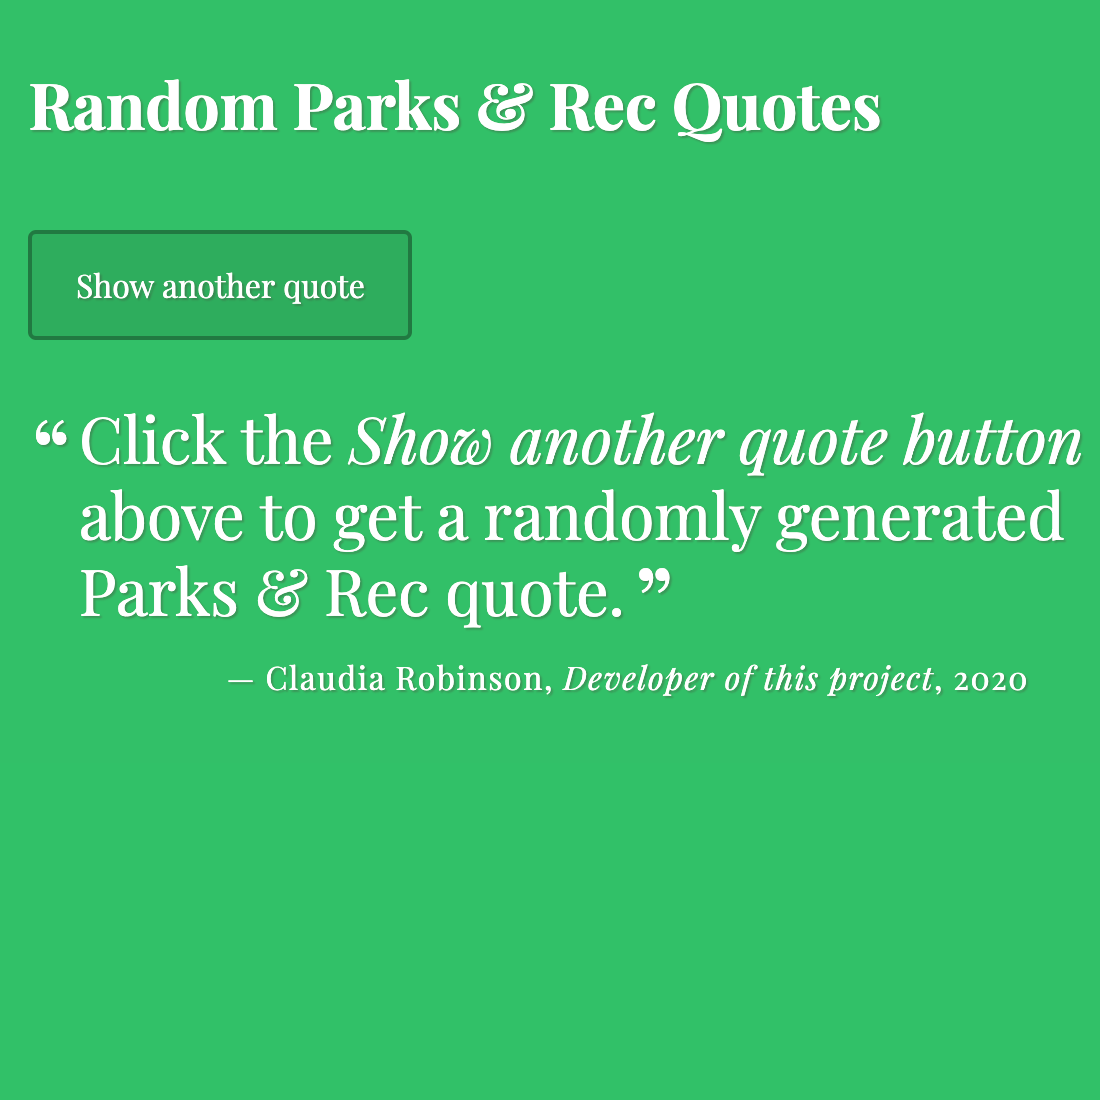 Random Parks & Rec Quotes
Show another quote
“Click the Show another quote button
above to get a randomly generated
Parks & Rec quote.”
— Claudia Robinson, Developer of this project, 2020